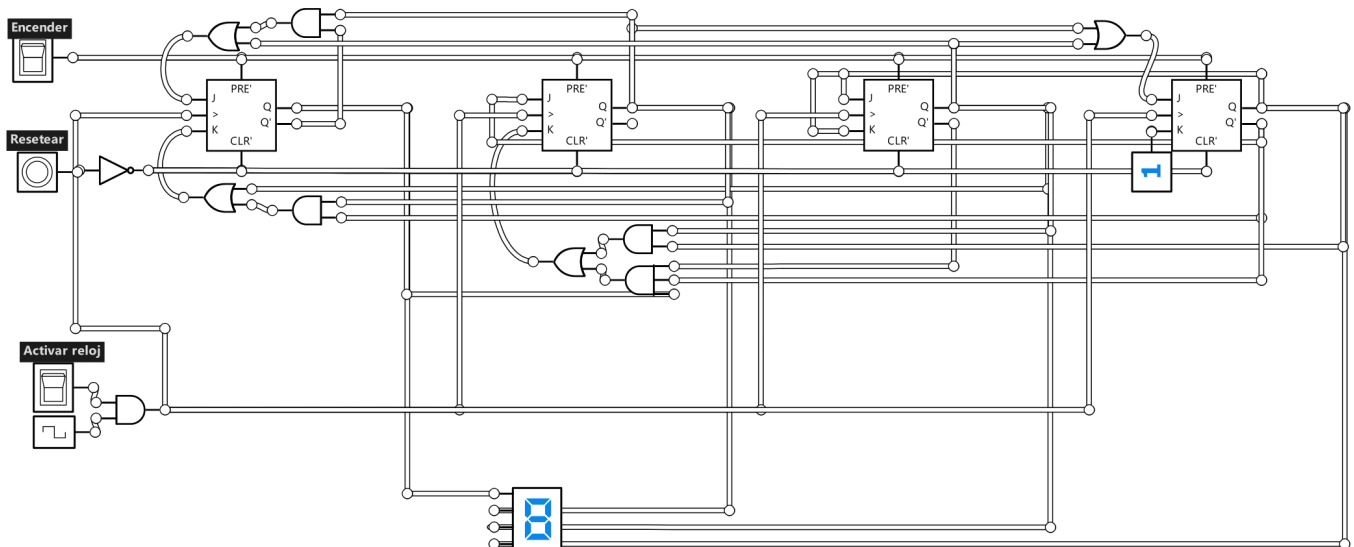 Encender
PRE' PRE' PRE' PRE'
J Q J Q J Q J Q
> Q' > Q' > Q' > Q'
K K K K
CLR' CLR' CLR' CLR'
Resetear
1
Activar reloj
8